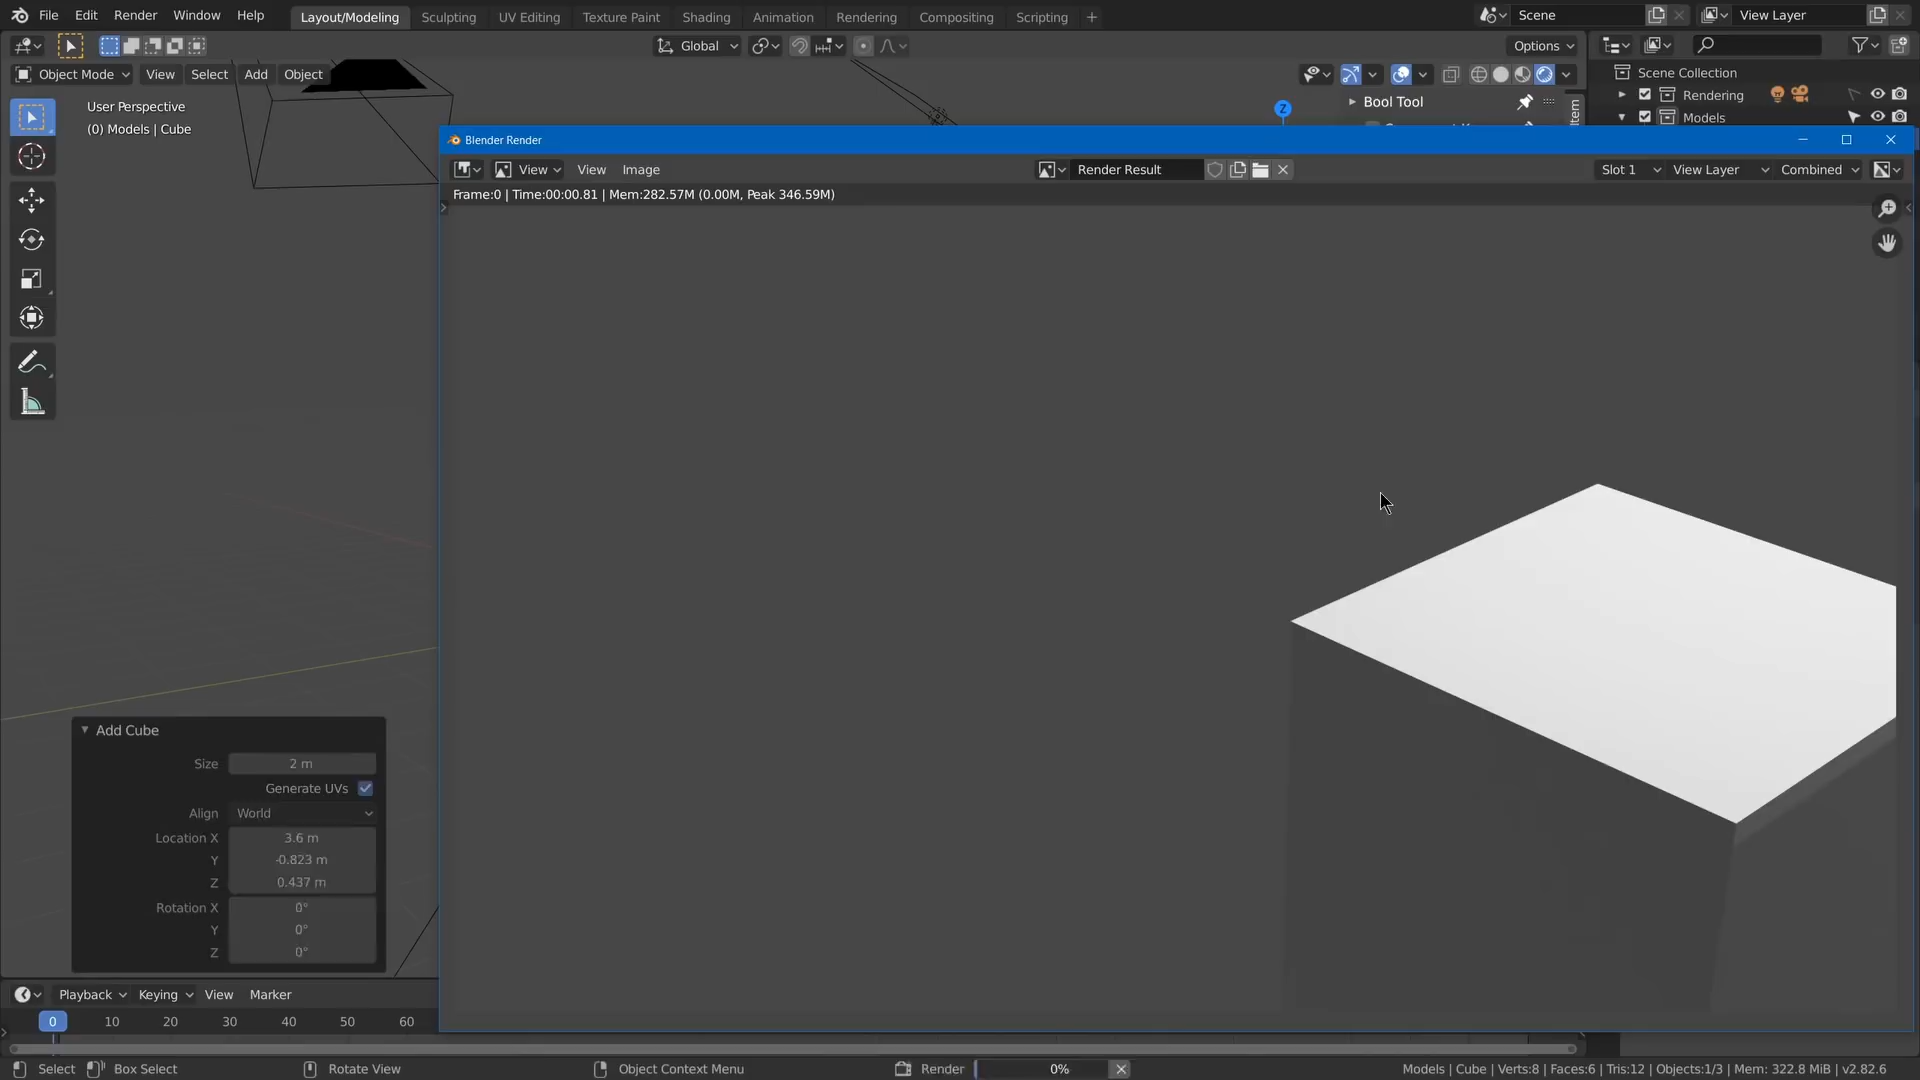 File Edit Render Window Help Layout/Modeling Sculpting UV Editing Texture Paint Shading Animation Rendering Compositing Scripting + Scene View Layer
Global Options
Object Mode View Select Add Object Scene Collection
User Perspective Z Bool Tool Rendering
(0) Models | Cube Item Models
Blender Render
View View Image Render Result Slot 1 View Layer Combined
Frame:0 | Time:00:00.81 | Mem:282.57M (0.00M, Peak 346.59M)
Add Cube
Size 2 m
Generate UVs
Align World
Location X 3.6 m
Y -0.823 m
Z 0.437 m
Rotation X 0°
Y 0°
Z 0°
Playback Keying View Marker
0 10 20 30 40 50 60
Select Box Select Rotate View Object Context Menu Render 0% Models | Cube | Verts:8 | Faces:6 | Tris:12 | Objects:1/3 | Mem: 322.8 MiB | v2.82.6